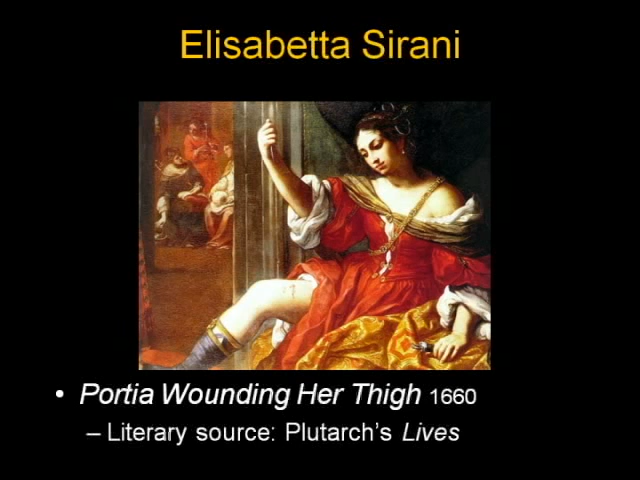 Elisabetta Sirani
• Portia Wounding Her Thigh 1660
– Literary source: Plutarch's Lives